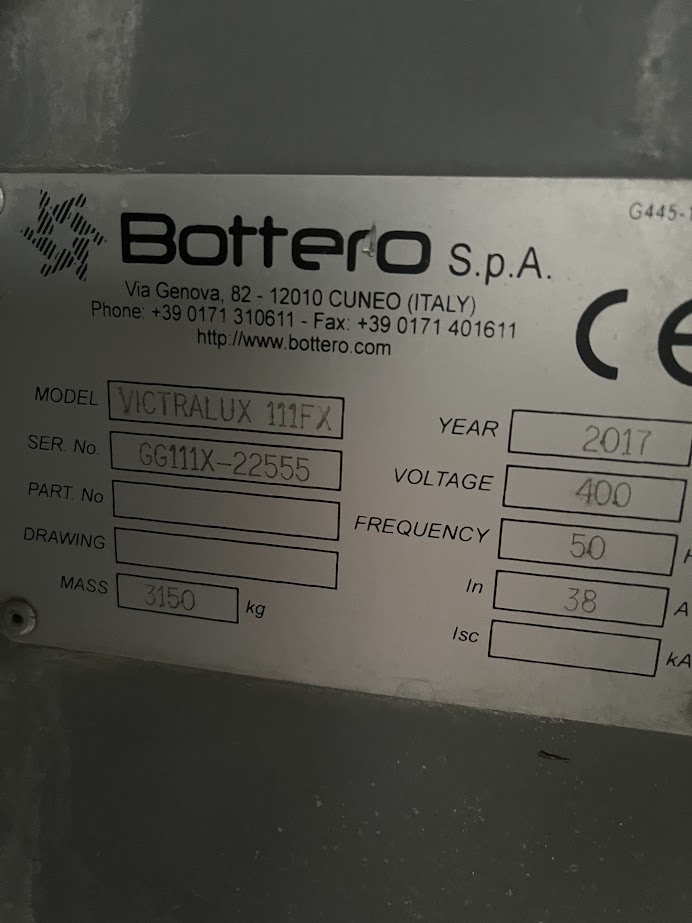 G445-1
Bottero S.p.A.
Via Genova, 82 - 12010 CUNEO (ITALY)
Phone: +39 0171 310611 - Fax: +39 0171 401611
http://www.bottero.com
CE
MODEL VICTRALUX 111FX
SER. No. GG111X-22555
PART. No
DRAWING
MASS 3150 kg
YEAR 2017
VOLTAGE 400
FREQUENCY 50
In 38 A
Isc kA